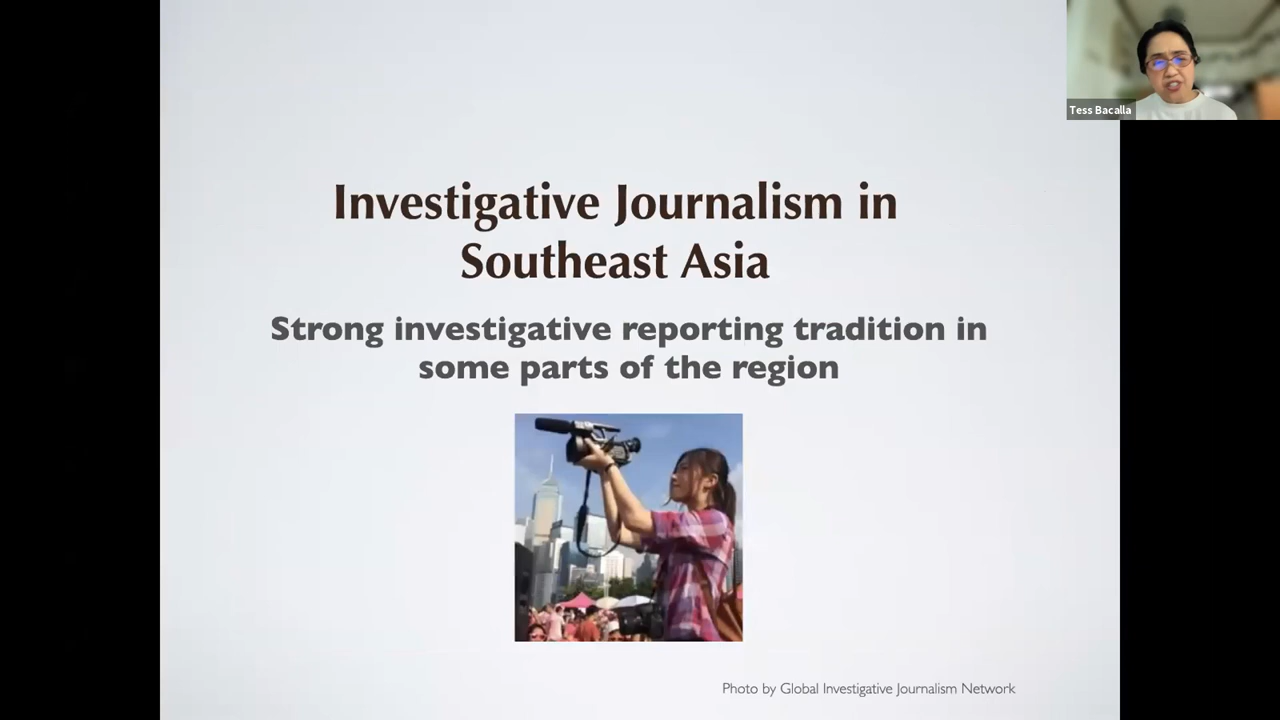 Tess Bacalla
Investigative Journalism in
Southeast Asia
Strong investigative reporting tradition in
some parts of the region
Photo by Global Investigative Journalism Network